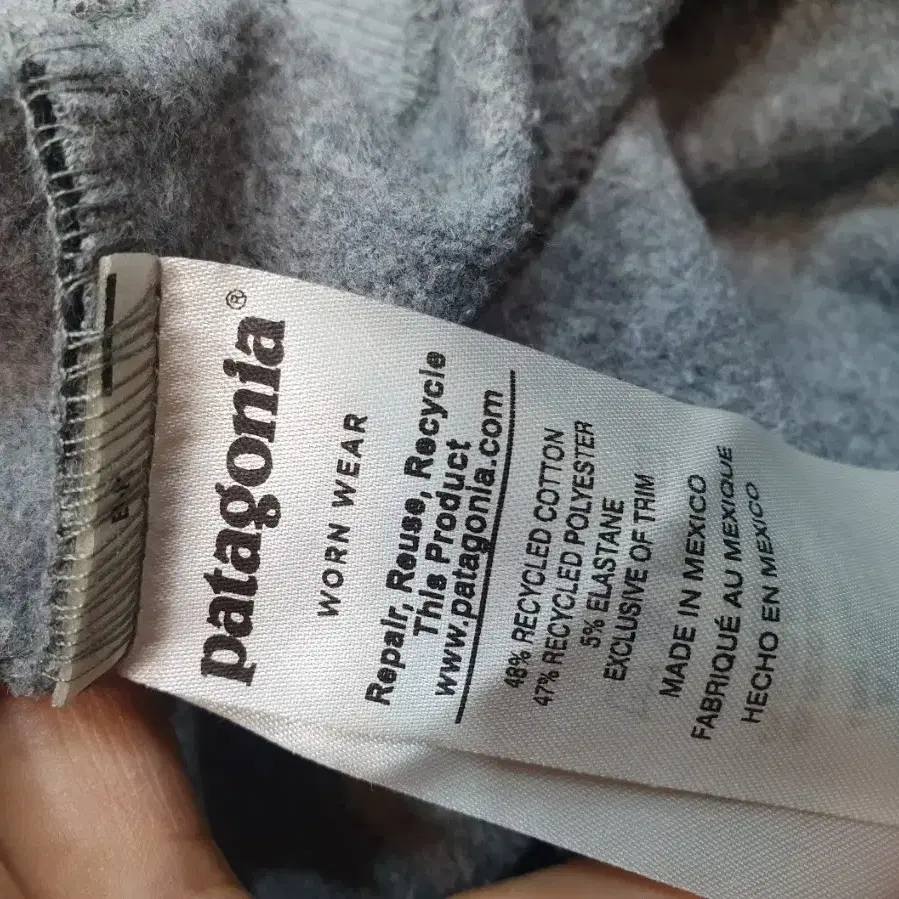 patagonia®
WORN WEAR
Repair, Reuse, Recycle
This Product
www.patagonia.com
48% RECYCLED COTTON
47% RECYCLED POLYESTER
5% ELASTANE
EXCLUSIVE OF TRIM
MADE IN MEXICO
FABRIQUÉ AU MEXIQUE
HECHO EN MEXICO